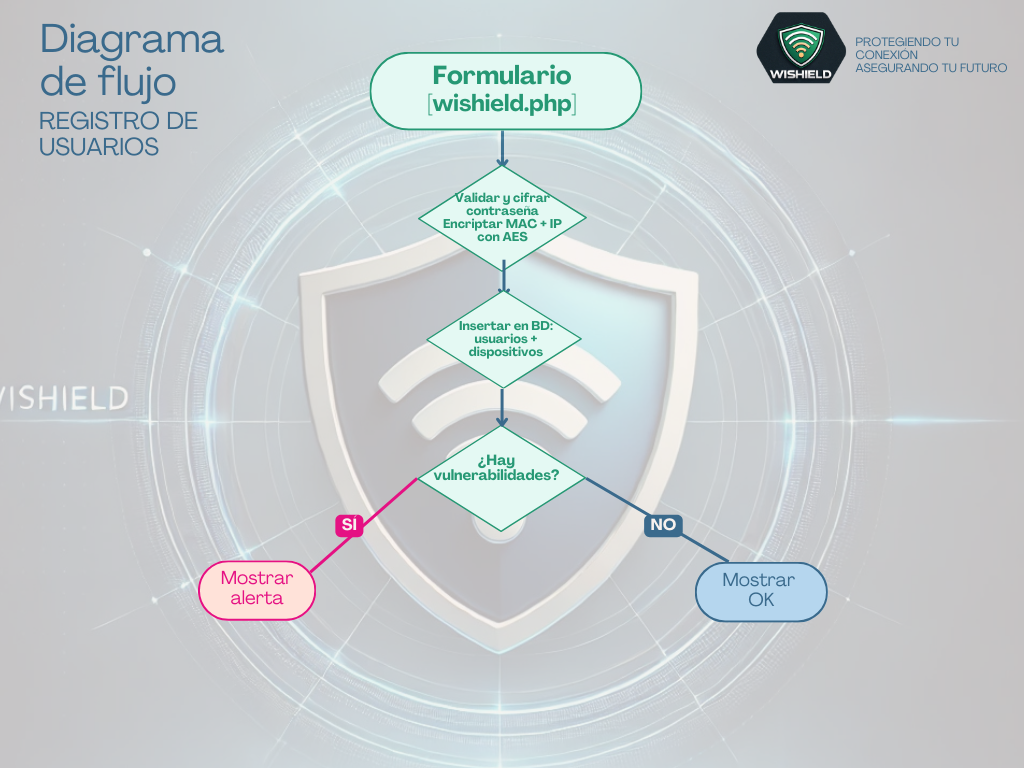 Diagrama
de flujo
REGISTRO DE
USUARIOS
WISHIELD
PROTEGIENDO TU
CONEXIÓN
ASEGURANDO TU FUTURO
Formulario
[wishield.php]
Validar y cifrar
contraseña
Encriptar MAC + IP
con AES
Insertar en BD:
usuarios +
dispositivos
VISHIELD
¿Hay
vulnerabilidades?
SI
NO
Mostrar
alerta
Mostrar
OK